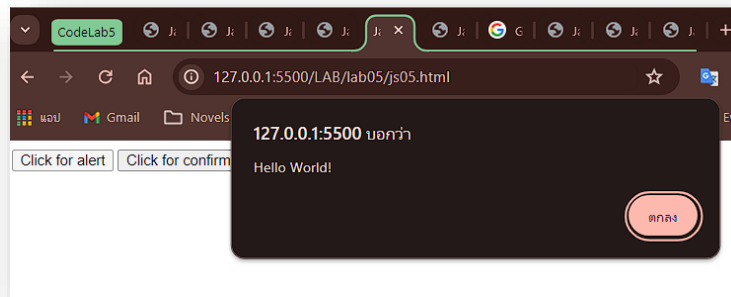 CodeLab5
127.0.0.1:5500/LAB/lab05/js05.html
แอป Gmail Novels
127.0.0.1:5500 บอกว่า
Hello World!
ตกลง
Click for alert Click for confirm